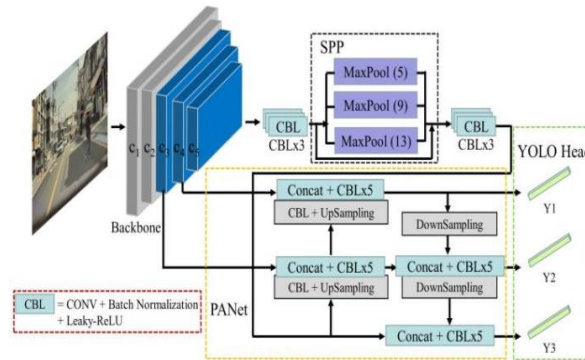 SPP
MaxPool (5)
MaxPool (9)
MaxPool (13)
CBL
CBLx3
CBL
CBLx3
c1 c2 c3 c4 c5
Backbone
YOLO Head
Concat + CBLx5
CBL + UpSampling
DownSampling
Y1
Concat + CBLx5
CBL + UpSampling
Concat + CBLx5
DownSampling
Y2
PANet
Concat + CBLx5
Y3
CBL = CONV + Batch Normalization
+ Leaky-ReLU